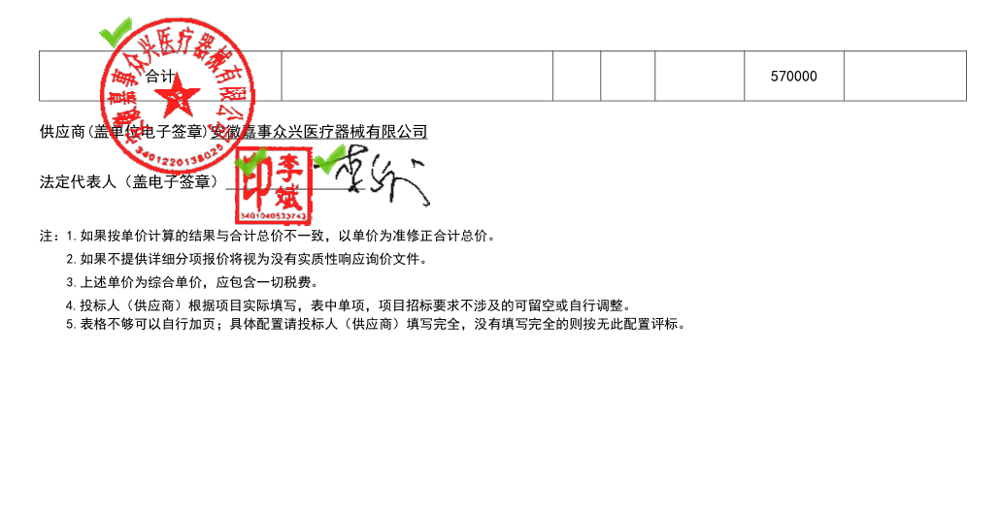 合计 570000
供应商(盖单位电子签章)安徽嘉事众兴医疗器械有限公司
安徽嘉事众兴医疗器械有限公司
3401220138025
法定代表人（盖电子签章）
李斌印
3401040533743
注：1.如果按单价计算的结果与合计总价不一致，以单价为准修正合计总价。
2.如果不提供详细分项报价将视为没有实质性响应询价文件。
3.上述单价为综合单价，应包含一切税费。
4.投标人（供应商）根据项目实际填写，表中单项，项目招标要求不涉及的可留空或自行调整。
5.表格不够可以自行加页；具体配置请投标人（供应商）填写完全，没有填写完全的则按无此配置评标。